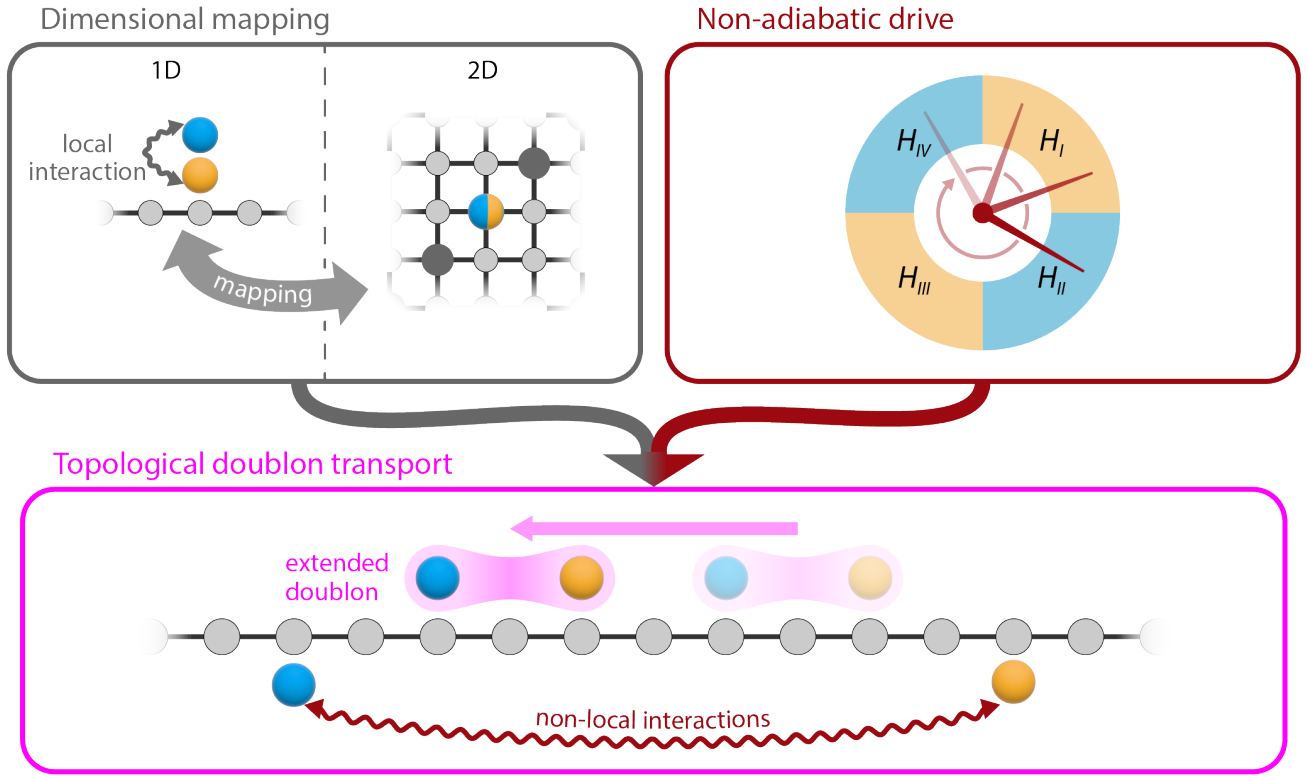 Dimensional mapping
1D
2D
local
interaction
mapping
Non-adiabatic drive
H_IV
H_I
H_III
H_II
Topological doublon transport
extended
doublon
non-local interactions